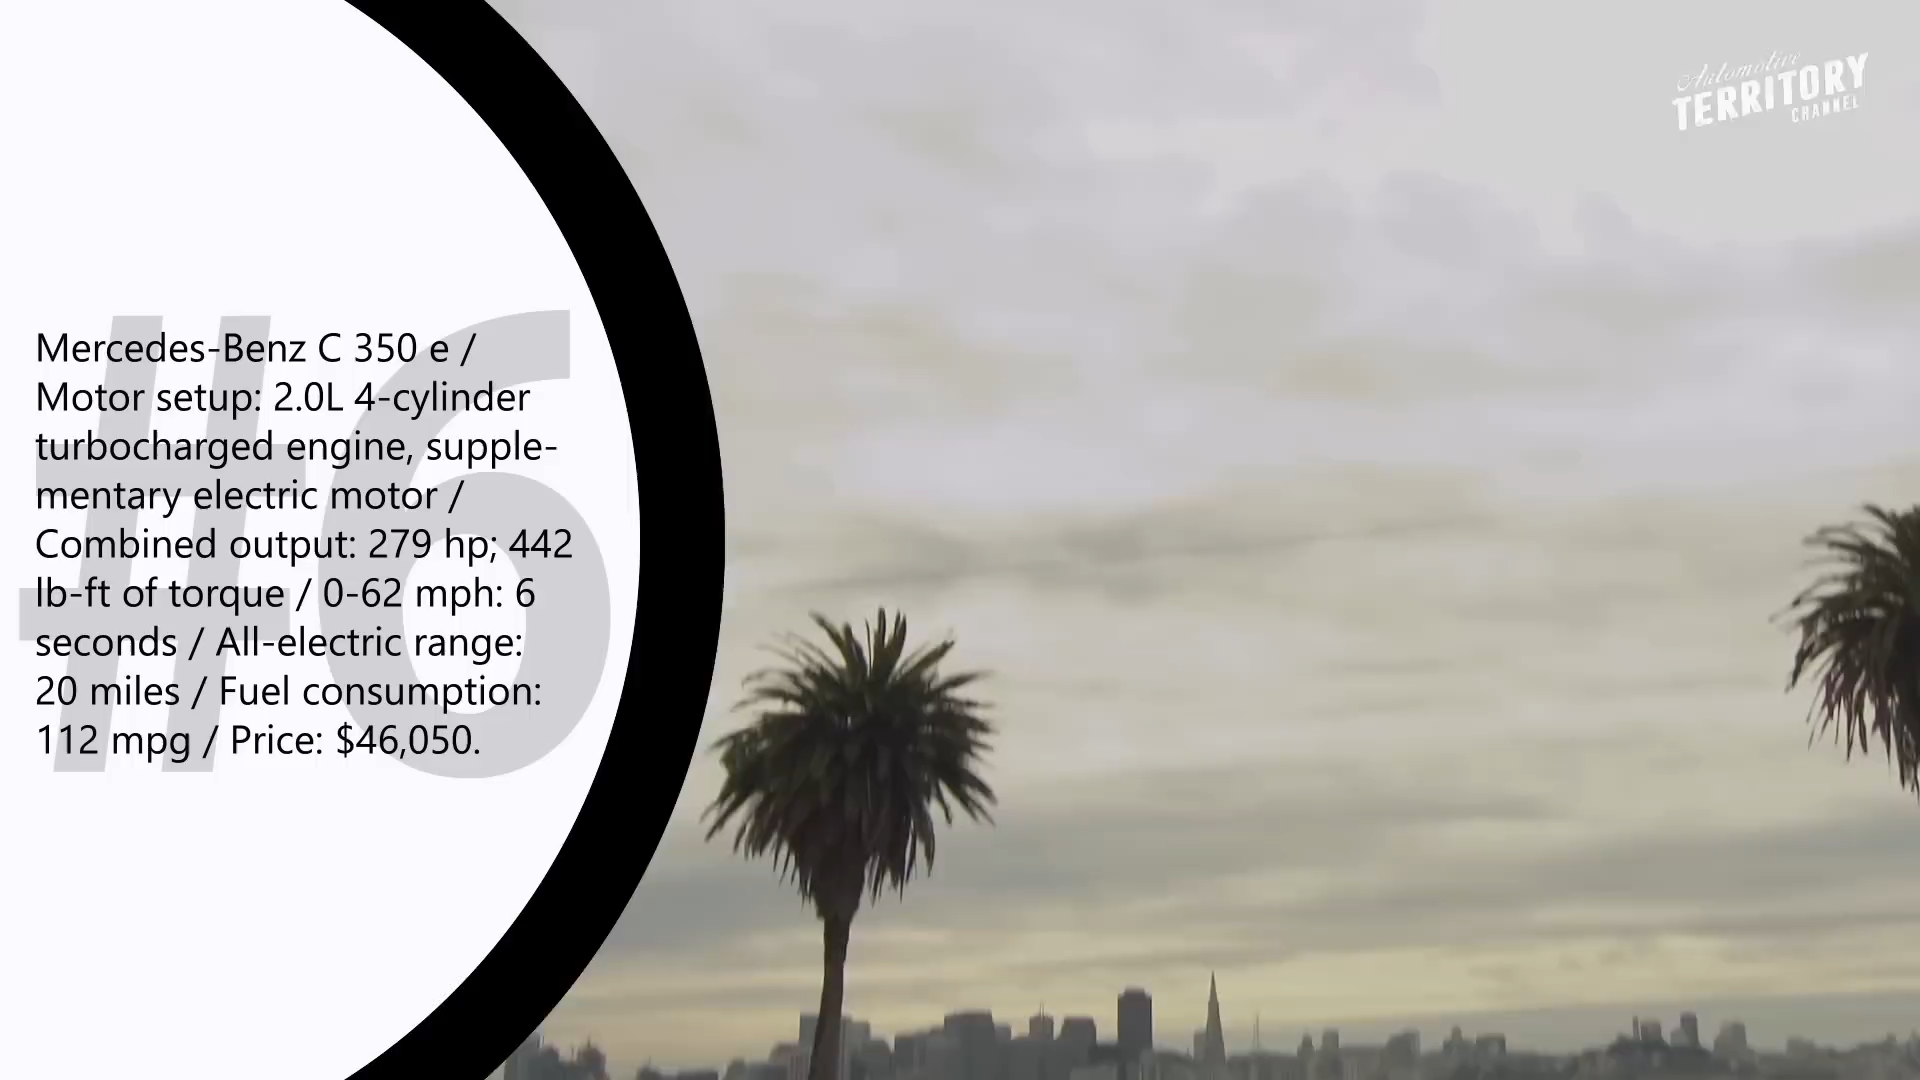 Automotive
TERRITORY
CHANNEL
#6
Mercedes-Benz C 350 e /
Motor setup: 2.0L 4-cylinder
turbocharged engine, supple-
mentary electric motor /
Combined output: 279 hp; 442
lb-ft of torque / 0-62 mph: 6
seconds / All-electric range:
20 miles / Fuel consumption:
112 mpg / Price: $46,050.